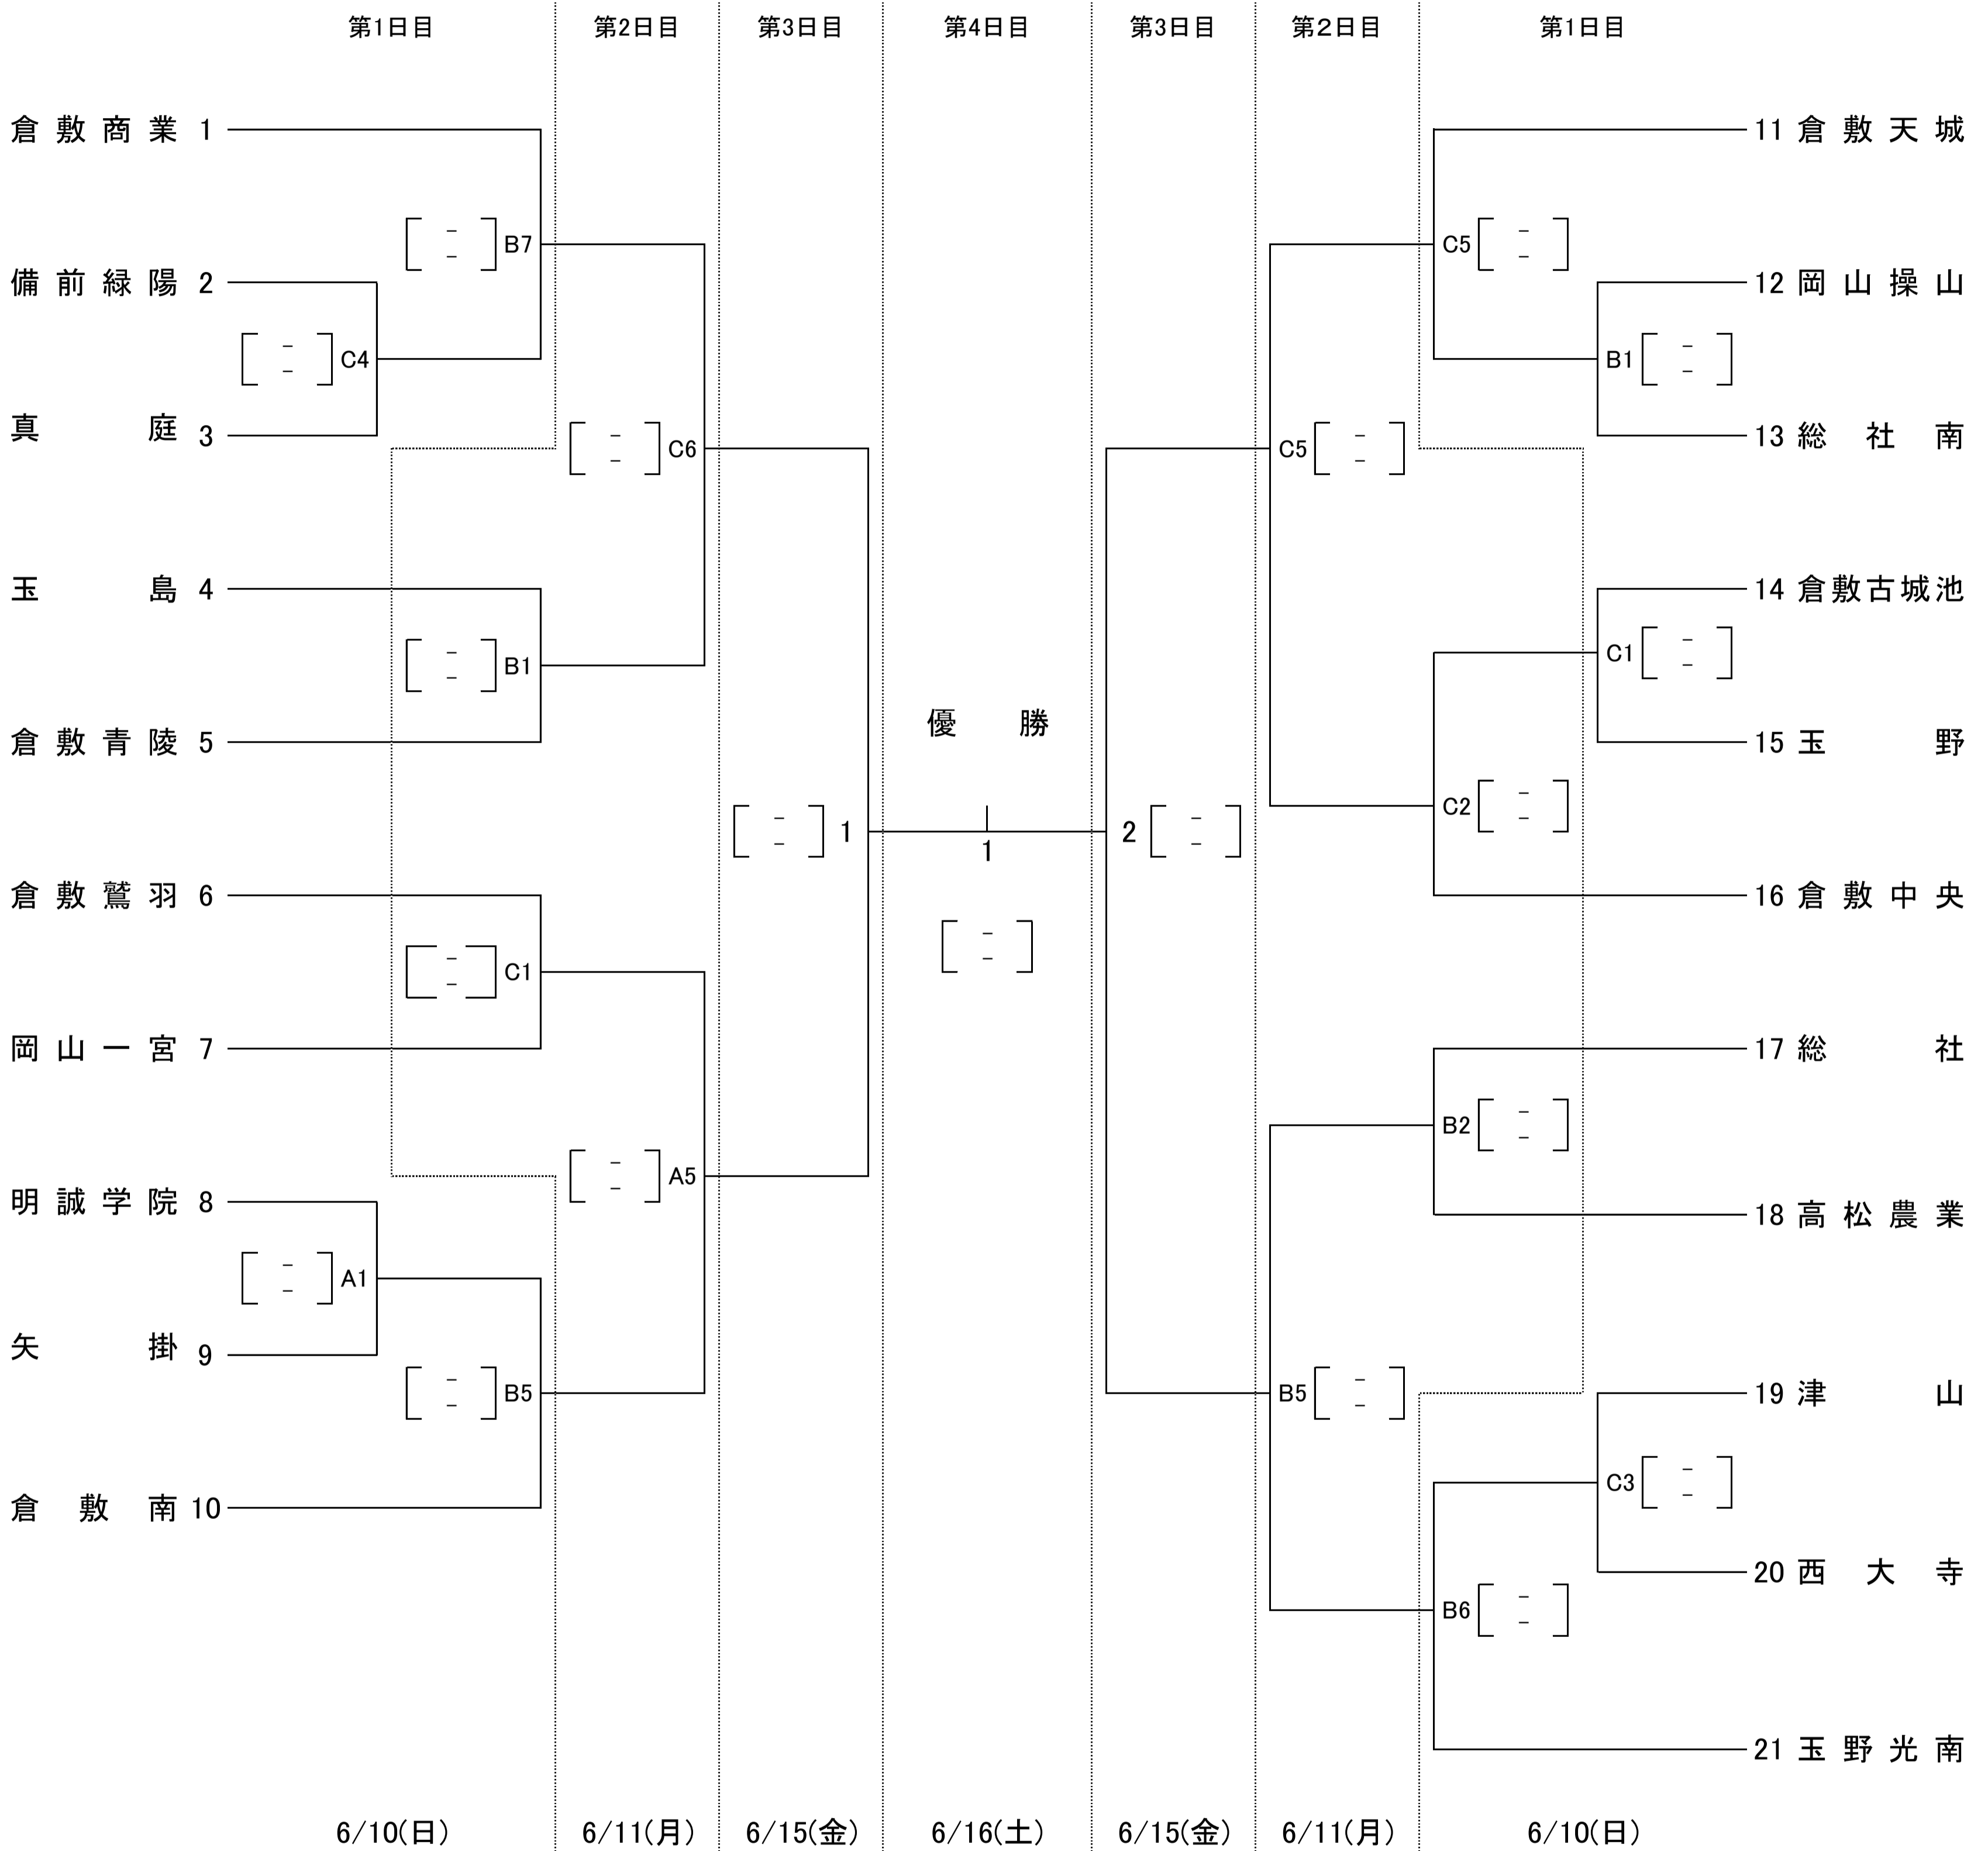 第1日目 第2日目 第3日目 第4日目 第3日目 第2日目 第1日目
倉敷商業 1 11 倉敷天城
[ - - ] B7 C5 [ - - ]
備前緑陽 2 12 岡山操山
[ - - ] C4 B1 [ - - ]
真庭 3 13 総社南
[ - - ] C6 C5 [ - - ]
玉島 4 14 倉敷古城池
[ - - ] B1 C1 [ - - ]
優勝
倉敷青陵 5 15 玉野
C2 [ - - ]
[ - - ] 1 1 2 [ - - ]
倉敷鷲羽 6 16 倉敷中央
[ - - ]
[ - - ] C1
岡山一宮 7 17 総社
B2 [ - - ]
[ - - ] A5
明誠学院 8 18 高松農業
[ - - ] A1
矢掛 9
[ - - ] B5 B5 [ - - ] 19 津山
C3 [ - - ]
倉敷南 10
20 西大寺
B6 [ - - ]
21 玉野光南
6/10(日) 6/11(月) 6/15(金) 6/16(土) 6/15(金) 6/11(月) 6/10(日)